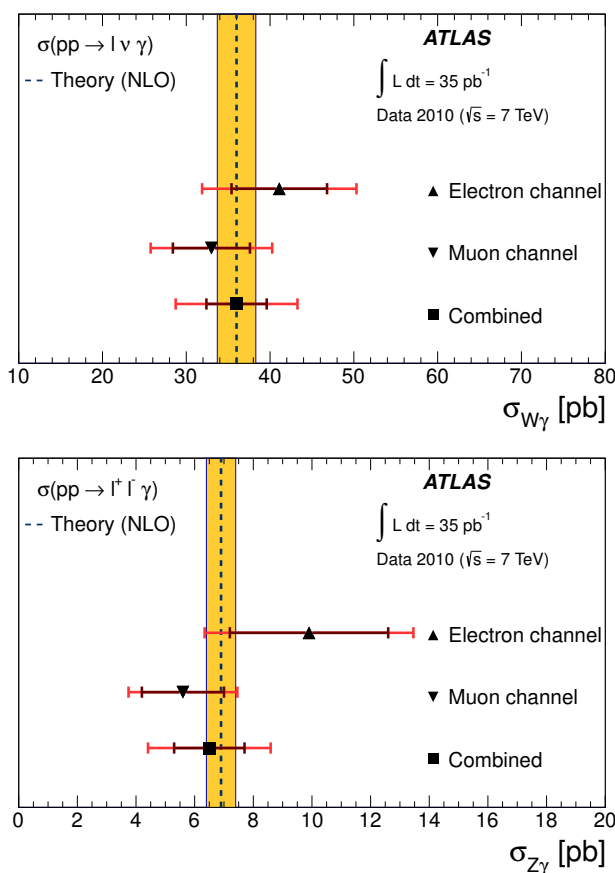 σ(pp → l ν γ)
Theory (NLO)
ATLAS
∫ L dt = 35 pb⁻¹
Data 2010 (√s = 7 TeV)
Electron channel
Muon channel
Combined
10 20 30 40 50 60 70 80
σWγ [pb]
σ(pp → l⁺ l⁻ γ)
Theory (NLO)
ATLAS
∫ L dt = 35 pb⁻¹
Data 2010 (√s = 7 TeV)
Electron channel
Muon channel
Combined
0 2 4 6 8 10 12 14 16 18 20
σZγ [pb]